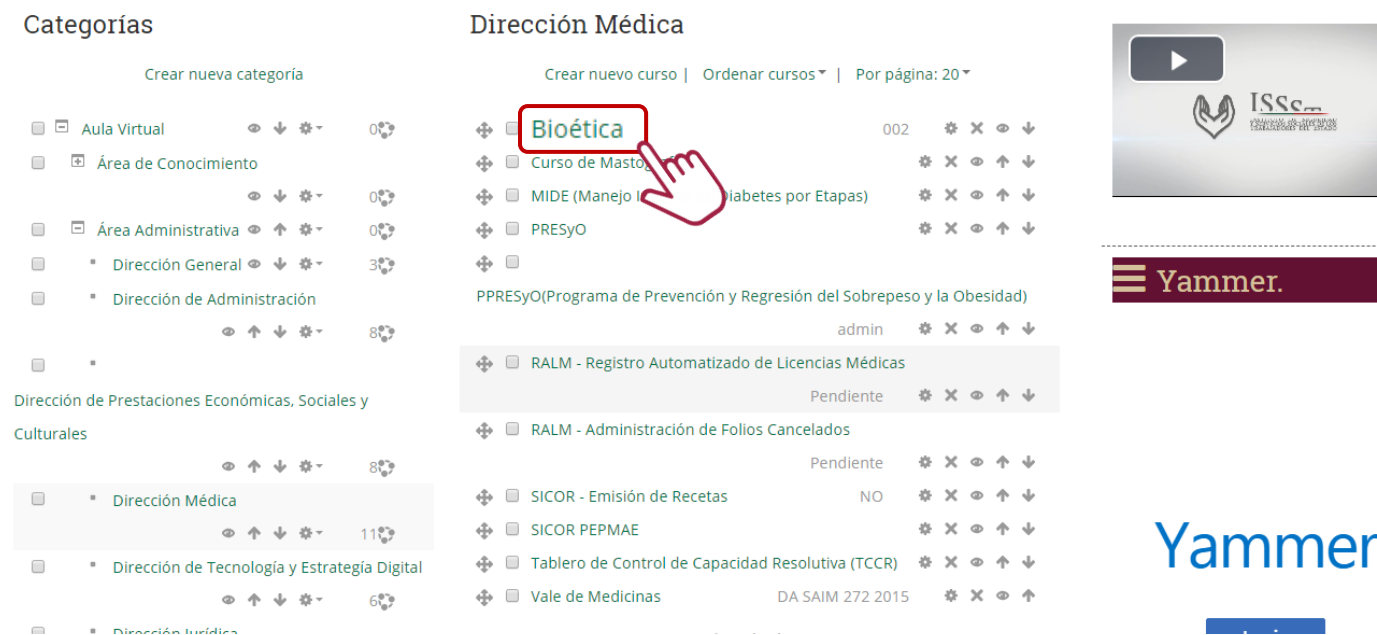 Categorías
Crear nueva categoría
Aula Virtual 0
Área de Conocimiento
0
Área Administrativa 0
Dirección General 3
Dirección de Administración
8
Dirección de Prestaciones Económicas, Sociales y
Culturales
8
Dirección Médica
11
Dirección de Tecnología y Estrategía Digital
6
Dirección Jurídica
Dirección Médica
Crear nuevo curso | Ordenar cursos | Por página: 20
Bioética 002
Curso de
MIDE (Manejo Diabetes por Etapas)
PRESyO
PPRESyO(Programa de Prevención y Regresión del Sobrepeso y la Obesidad)
admin
RALM - Registro Automatizado de Licencias Médicas
Pendiente
RALM - Administración de Folios Cancelados
Pendiente
SICOR - Emisión de Recetas NO
SICOR PEPMAE
Tablero de Control de Capacidad Resolutiva (TCCR)
Vale de Medicinas DA SAIM 272 2015
Yammer.
Yammer